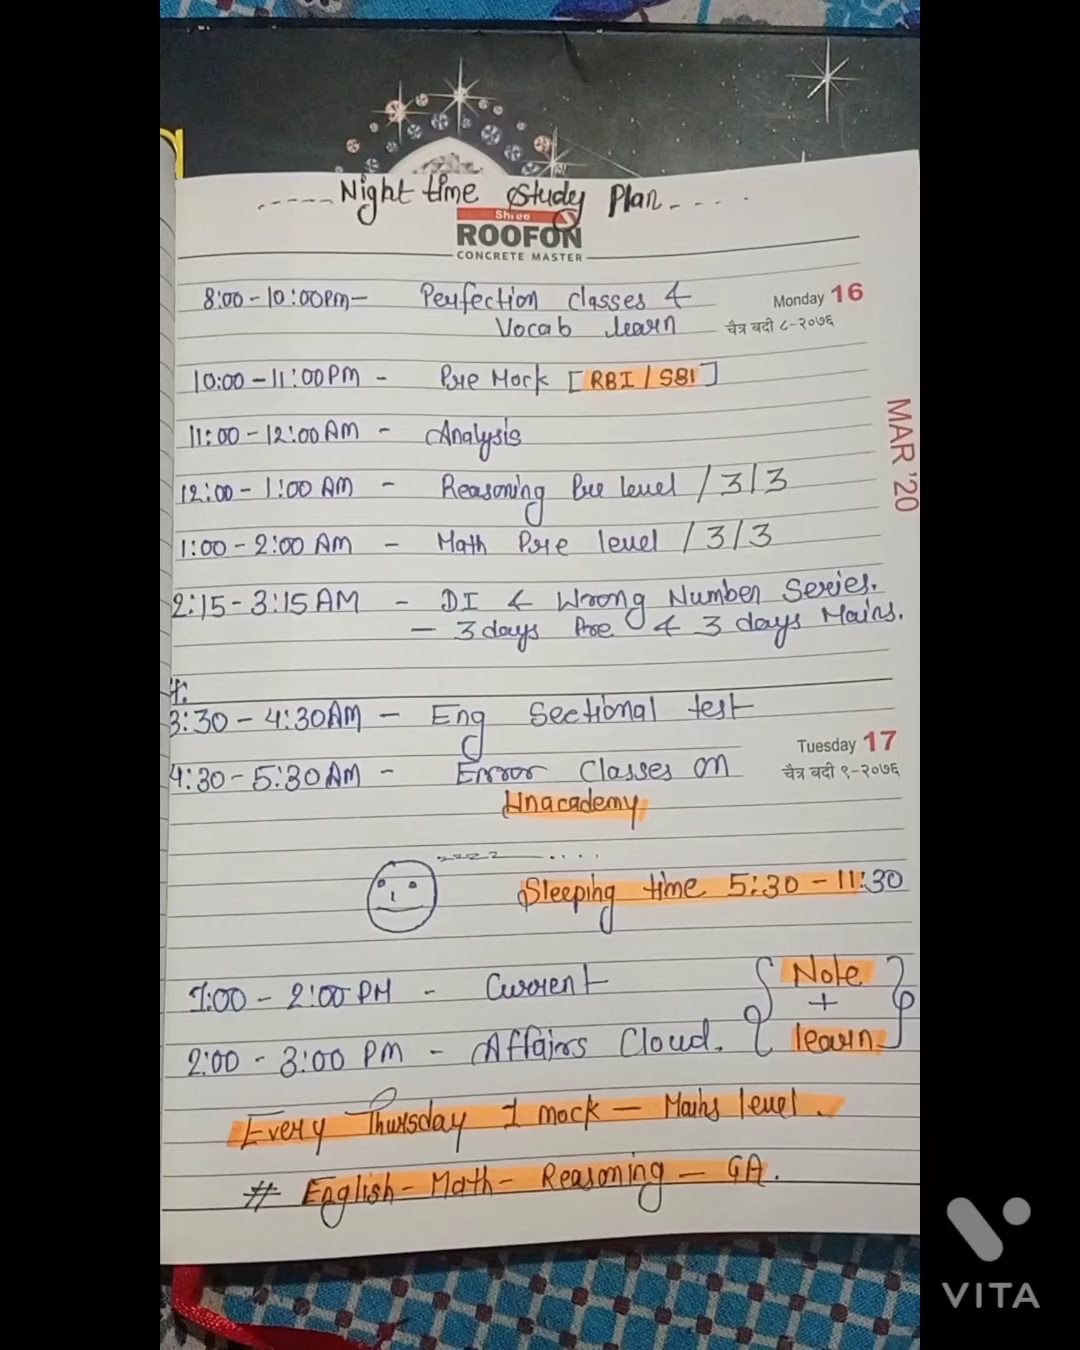 -----Night time Study Plan-....
Shree
ROOFON
CONCRETE MASTER
8:00-10:00PM- Perfection classes &
Vocab learn
Monday 16
चैत्र बदी ८-२०७६
10:00-11:00PM - Pre Mock [RBI / SBI]
11:00-12:00AM - Analysis
MAR '20
12:00-1:00 AM - Reasoning Pre level /3/3
1:00-2:00 AM - Math Pre level /3/3
2:15-3:15AM - DI & Wrong Number Series.
- 3 days Pre & 3 days Mains.
3:30-4:30AM - Eng Sectional test
Tuesday 17
चैत्र बदी ९-२०७६
4:30-5:30AM - Error Classes on
Unacademy
zzzz ....
Sleeping time 5:30-11:30
1:00-2:00 PM - Current { Note }
+
2:00-3:00 PM - Affairs Cloud. learn
Every Thursday 1 mock - Mains level.
# English-Math-Reasoning-GA.
VITA